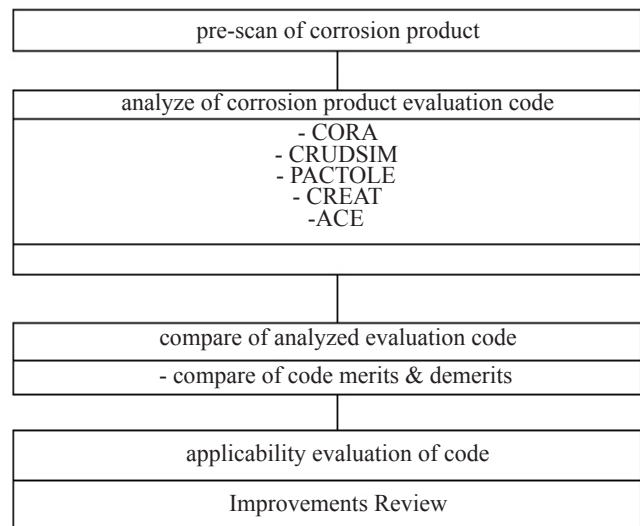 pre-scan of corrosion product
analyze of corrosion product evaluation code
- CORA
- CRUDSIM
- PACTOLE
- CREAT
-ACE
compare of analyzed evaluation code
- compare of code merits & demerits
applicability evaluation of code
Improvements Review